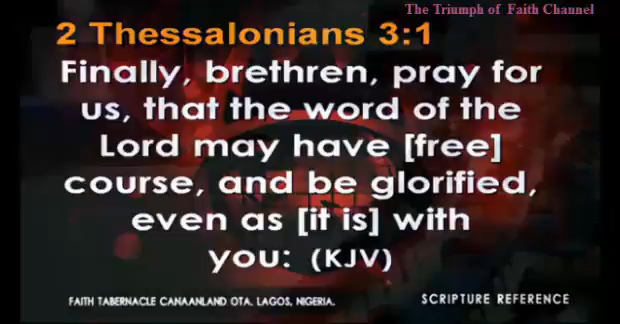 The Triumph of Faith Channel
2 Thessalonians 3:1
Finally, brethren, pray for
us, that the word of the
Lord may have [free]
course, and be glorified,
even as [it is] with
you: (KJV)
FAITH TABERNACLE CANAANLAND OTA. LAGOS, NIGERIA.
SCRIPTURE REFERENCE